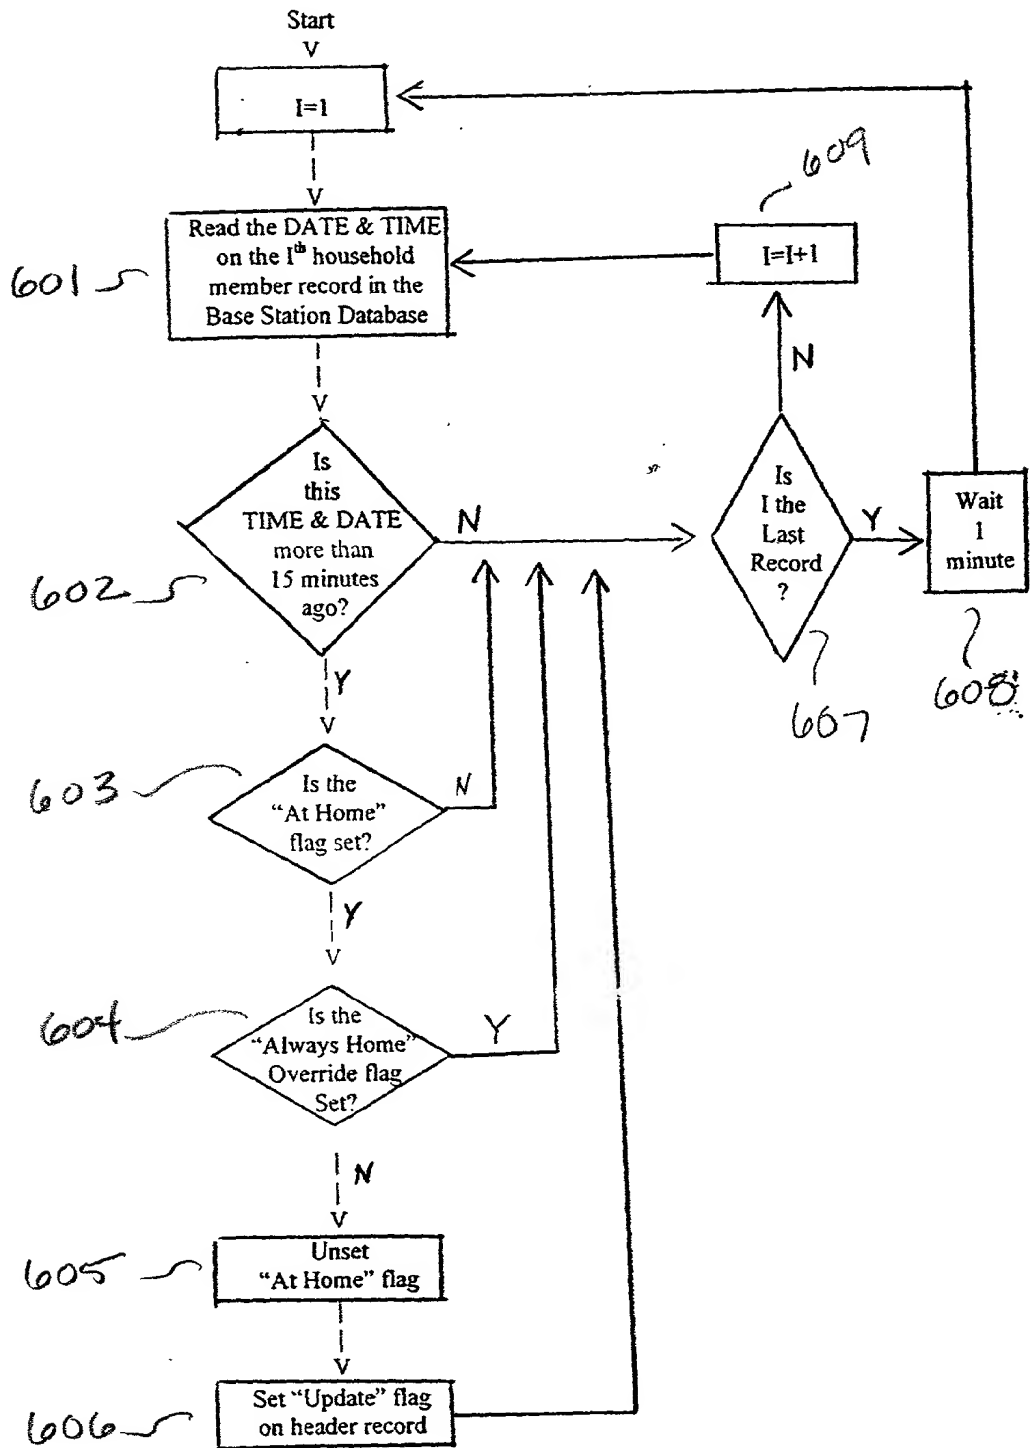 Start
V
I=1
V
609
Read the DATE & TIME
on the Ith household
member record in the
Base Station Database
601
I=I+1
N
V
Is
this
TIME & DATE
more than
15 minutes
ago?
N
602
Is
I the
Last
Record
?
Y
Wait
1
minute
607
608
Y
V
603
Is the
"At Home"
flag set?
N
Y
V
604
Is the
"Always Home"
Override flag
Set?
Y
N
V
605
Unset
"At Home" flag
V
606
Set "Update" flag
on header record